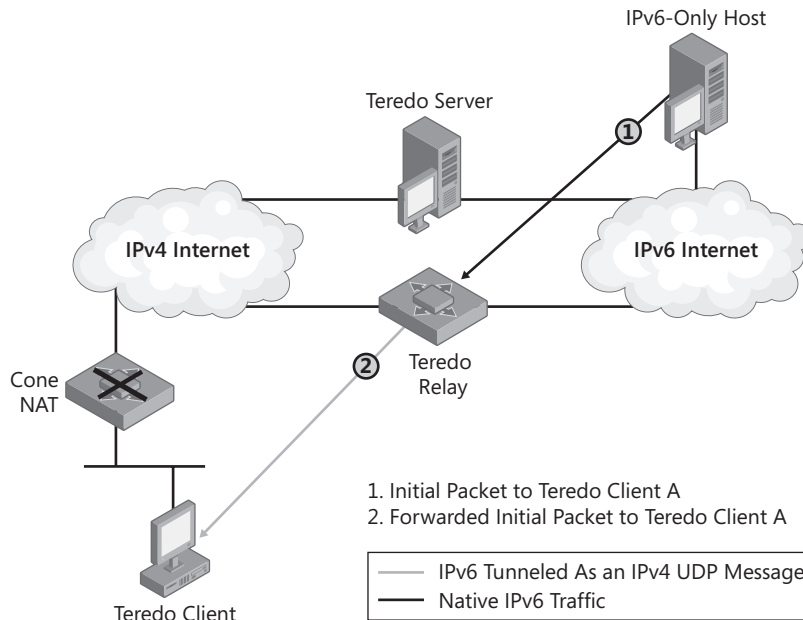 IPv6-Only Host
Teredo Server
1
IPv4 Internet
IPv6 Internet
2
Teredo
Relay
Cone
NAT
1. Initial Packet to Teredo Client A
2. Forwarded Initial Packet to Teredo Client A
IPv6 Tunneled As an IPv4 UDP Message
Native IPv6 Traffic
Teredo Client